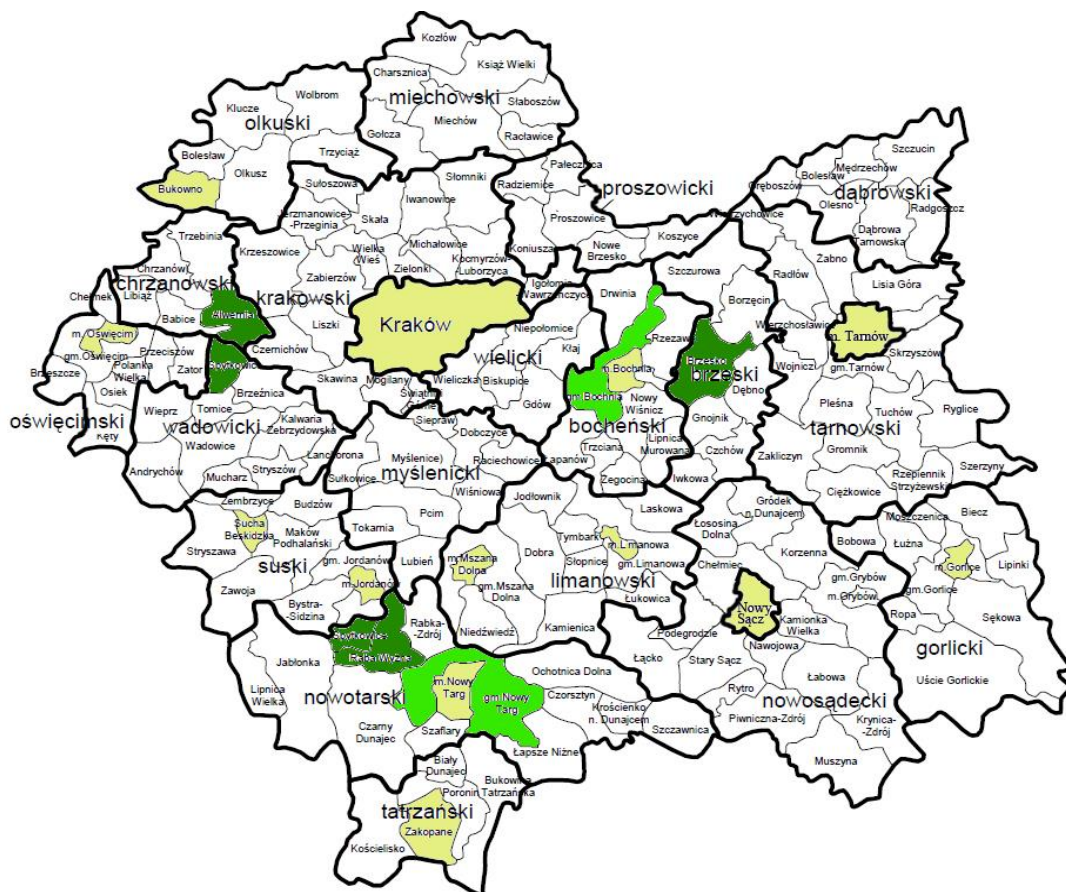 Kozłów
Charsznica
Książ Wielki
miechowski
Słaboszów
Miechów
Gołcza
Racławice
Wolbrom
Klucze
olkuski
Trzyciąż
Bolesław
Olkusz
Bukowno
Szczucin
Mędrzechów
Bolesław
Gręboszów
dąbrowski
Olesno
Radgoszcz
Dąbrowa
Tarnowska
Pałecznica
Radziemice
proszowicki
Proszowice
Koniusza
Nowe
Brzesko
Koszyce
Słomniki
Sułoszowa
Iwanowice
Jerzmanowice
-Przeginia
Skała
Krzeszowice
Wielka
Wieś
Michałowice
Zielonki
Kocmyrzów-
Luborzyca
Zabierzów
krakowski
Liszki
Czernichów
Skawina
Mogilany
Świątniki
Górne
Igołomia-
Wawrzeńczyce
Kraków
Trzebinia
Chrzanów
chrzanowski
Libiąż
Babice
Alwernia
Chełmek
m. Oświęcim
gm.Oświęcim
Przeciszów
Brzeszcze
Polanka
Wielka
Zator
Osiek
oświęcimski
Kęty
Spytkowice
Brzeźnica
Tomice
Wieprz
wadowicki
Kalwaria
Zebrzydowska
Wadowice
Andrychów
Stryszów
Mucharz
Lanckorona
Niepołomice
Kłaj
wielicki
Wieliczka
Biskupice
Gdów
Drwinia
Rzezawa
m.Bochnia
gm.Bochnia
Nowy
Wiśnicz
bocheński
Lipnica
Murowana
Trzciana
Łapanów
Żegocina
Szczurowa
Borzęcin
Brzesko
brzeski
Dębno
Gnojnik
Czchów
Iwkowa
Wietrzychowice
Żabno
Radłów
Lisia Góra
Wierzchosławice
m. Tarnów
Skrzyszów
Wojnicz
gm.Tarnów
Pleśna
Tuchów
Ryglice
tarnowski
Zakliczyn
Gromnik
Rzepiennik
Strzyżewski
Szerzyny
Ciężkowice
Siepraw
Dobczyce
Myślenice)
Raciechowice
myślenicki
Sułkowice
Wiśniowa
Pcim
Tokarnia
Lubień
Zembrzyce
Budzów
Sucha
Beskidzka
Maków
Podhalański
Stryszawa
suski
gm. Jordanów
m.Jordanów
Zawoja
Bystra-
Sidzina
Jodłownik
Laskowa
Tymbark
m.Limanowa
m.Mszana
Dolna
Dobra
Słopnice
gm.Limanowa
gm.Mszana
Dolna
limanowski
Łukowica
Niedźwiedź
Kamienica
Gródek
n.Dunajcem
Łososina
Dolna
Korzenna
Chełmiec
gm.Grybów
m.Grybów
Nowy
Sącz
Kamionka
Wielka
Podegrodzie
Nawojowa
Łącko
Stary Sącz
Łabowa
Rytro
nowosądecki
Piwniczna-Zdrój
Krynica-
Zdrój
Muszyna
Moszczenica
Biecz
Bobowa
Łużna
m.Gorlice
Lipinki
gm.Gorlice
Ropa
Sękowa
gorlicki
Uście Gorlickie
Spytkowice
Rabka-
Zdrój
Raba Wyżna
Jabłonka
Lipnica
Wielka
nowotarski
m.Nowy
Targ
gm.Nowy
Targ
Ochotnica Dolna
Czorsztyn
Krościenko
n. Dunajcem
Szczawnica
Czarny
Dunajec
Szaflary
Łapsze Niżne
Biały
Dunajec
Bukowina
Tatrzańska
Poronin
tatrzański
Zakopane
Kościelisko